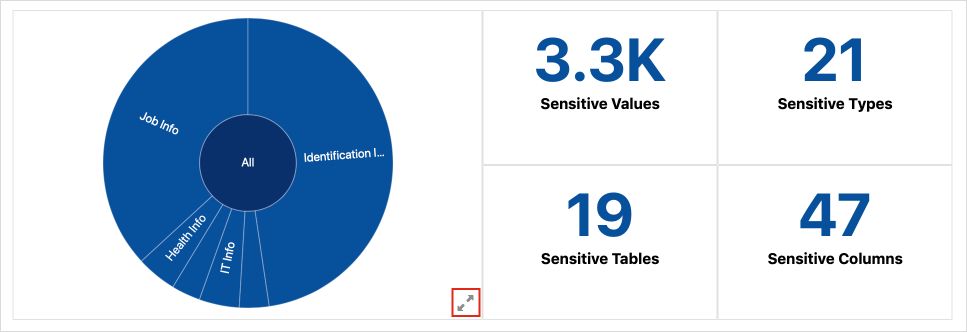 Job Info
All
Identification I...
Health Info
IT Info
3.3K
Sensitive Values
21
Sensitive Types
19
Sensitive Tables
47
Sensitive Columns